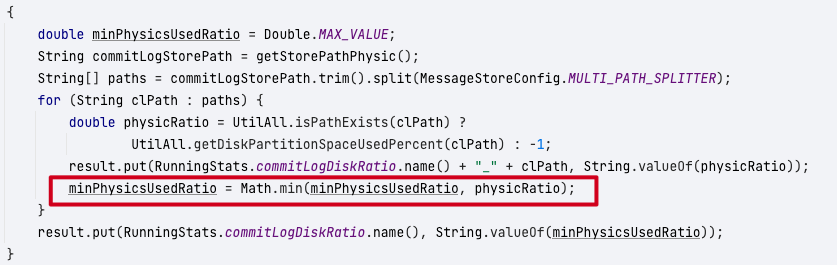 {
double minPhysicsUsedRatio = Double.MAX_VALUE;
String commitLogStorePath = getStorePathPhysic();
String[] paths = commitLogStorePath.trim().split(MessageStoreConfig.MULTI_PATH_SPLITTER);
for (String clPath : paths) {
double physicRatio = UtilAll.isPathExists(clPath) ?
UtilAll.getDiskPartitionSpaceUsedPercent(clPath) : -1;
result.put(RunningStats.commitLogDiskRatio.name() + "_" + clPath, String.valueOf(physicRatio));
minPhysicsUsedRatio = Math.min(minPhysicsUsedRatio, physicRatio);
}
result.put(RunningStats.commitLogDiskRatio.name(), String.valueOf(minPhysicsUsedRatio));
}